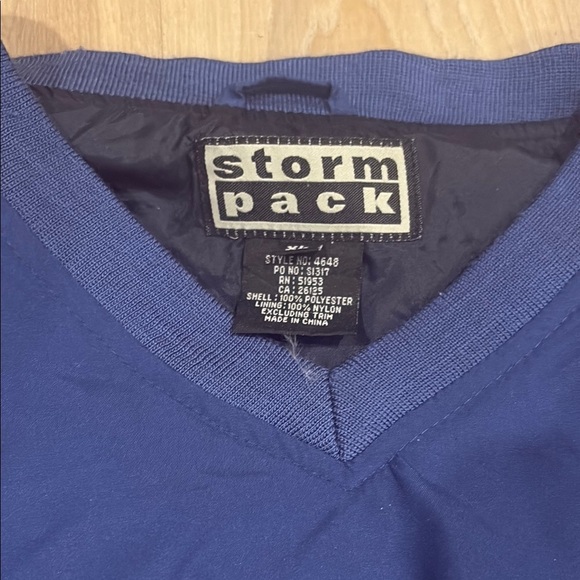 storm
pack
XL
STYLE NO: 4648
PO NO: S1317
RN: 51953
CA: 26125
SHELL: 100% POLYESTER
LINING: 100% NYLON
EXCLUDING TRIM
MADE IN CHINA